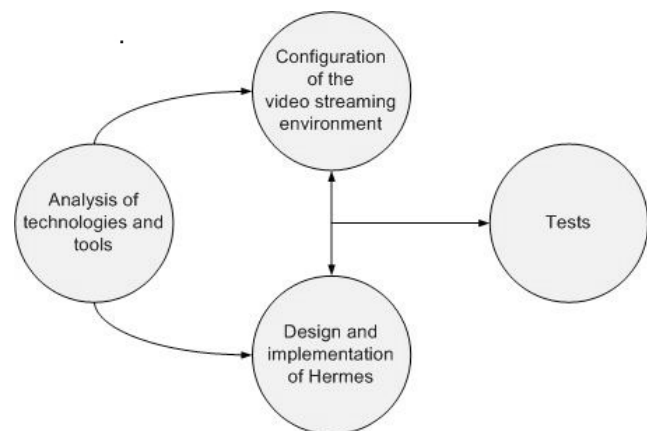 Configuration
of the
video streaming
environment
Analysis of
technologies and
tools
Tests
Design and
implementation
of Hermes